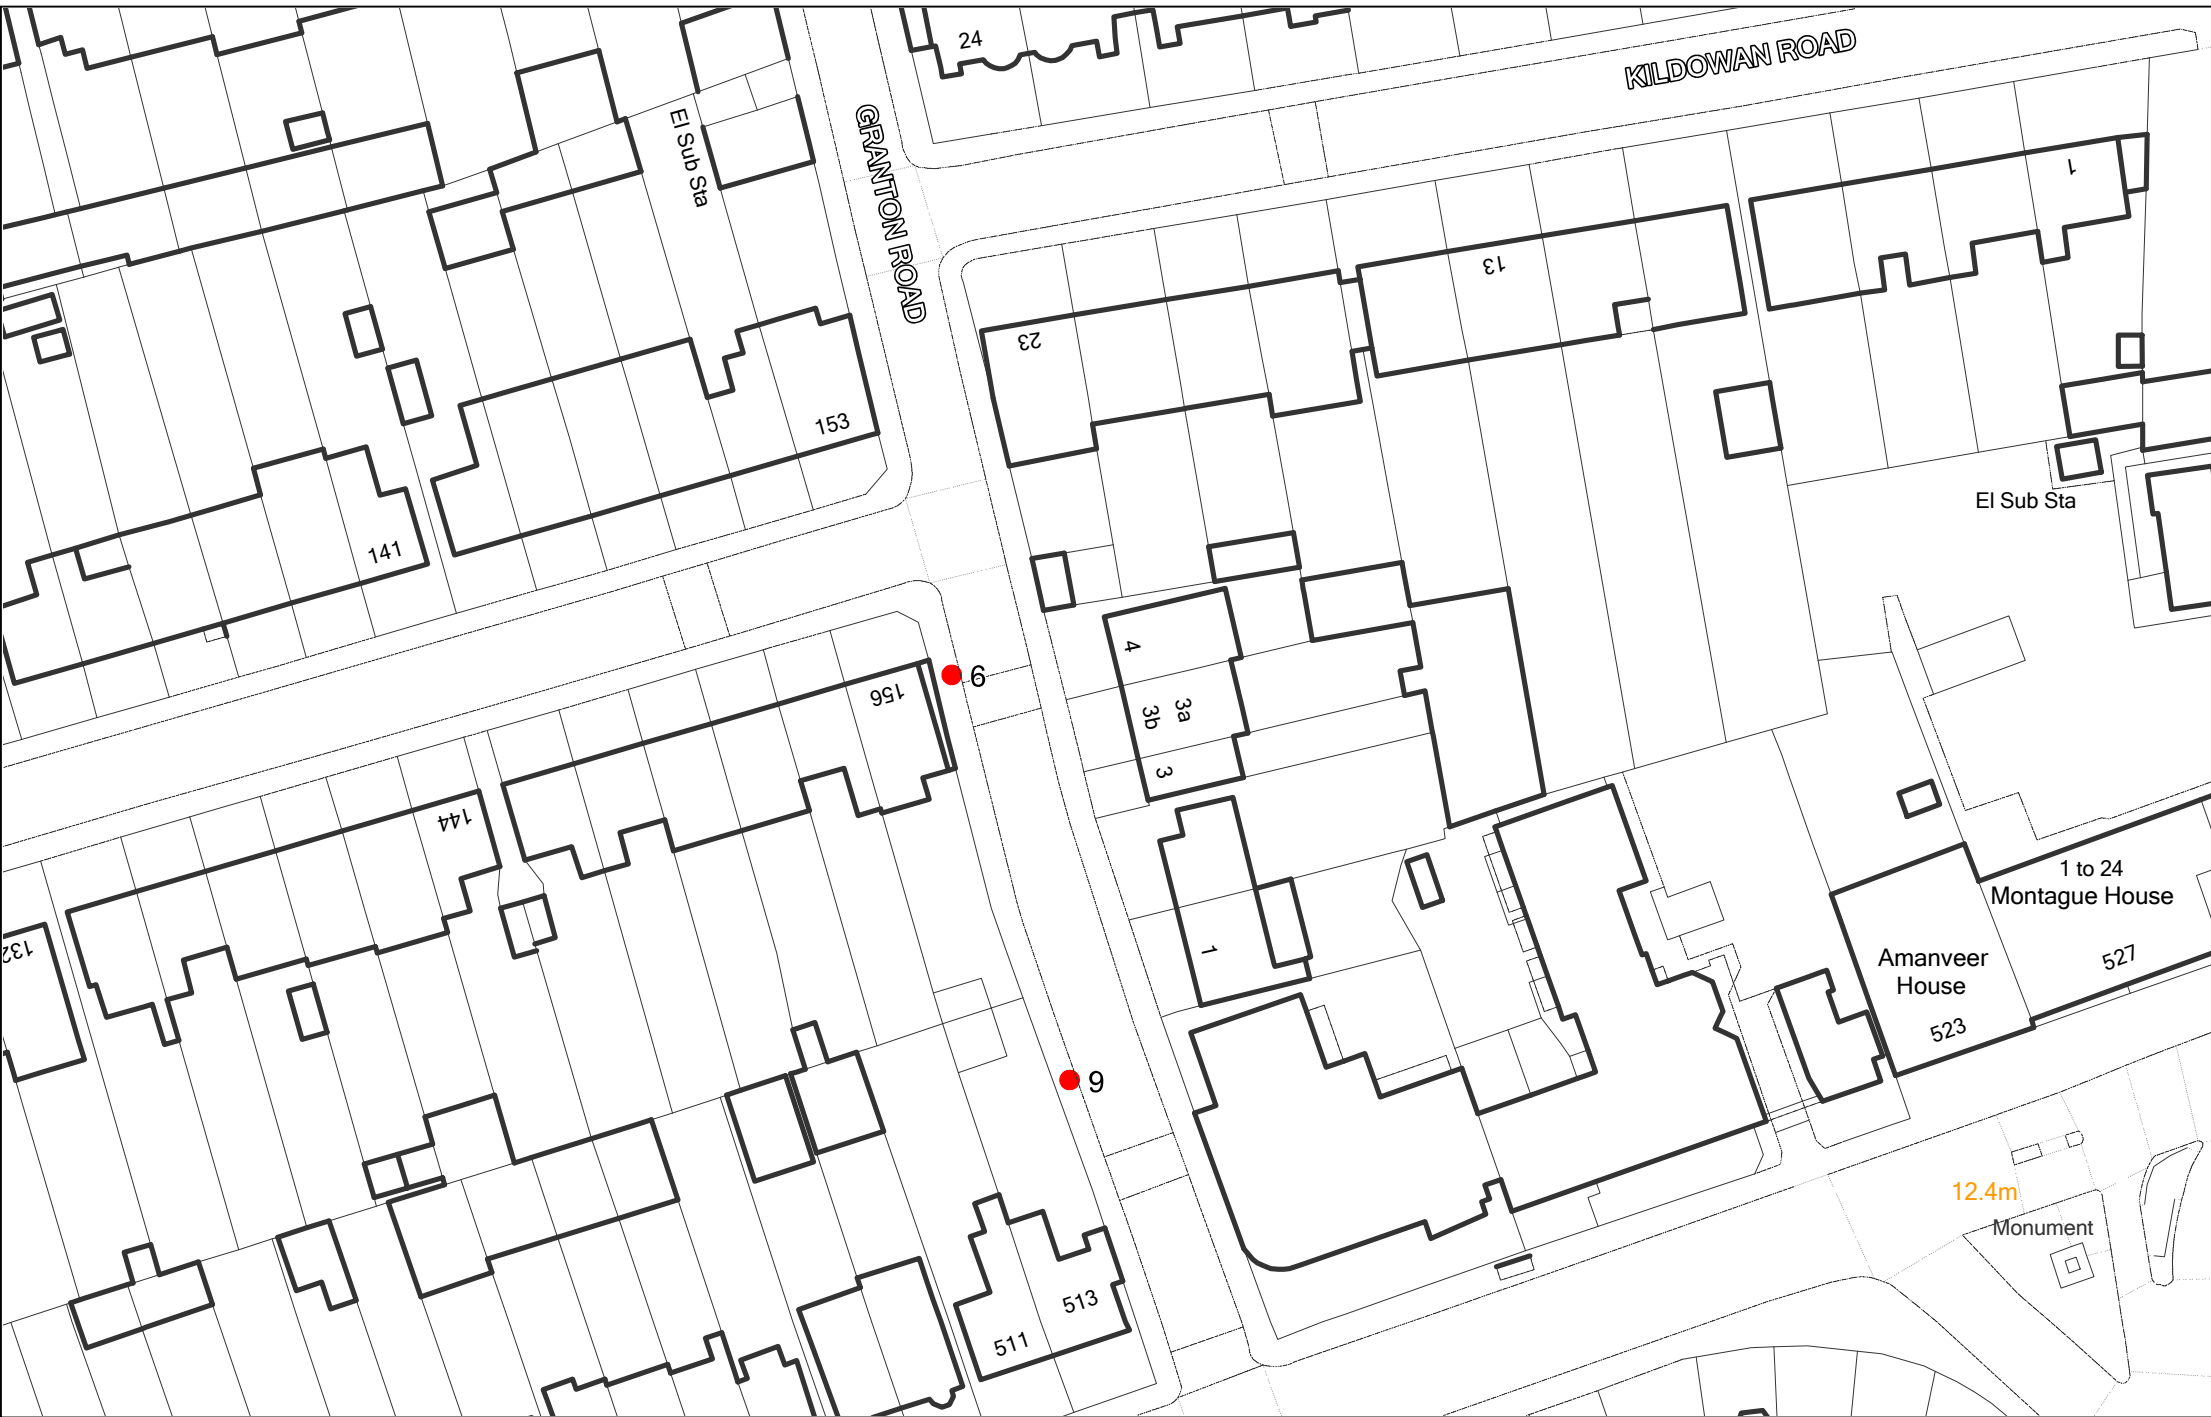 24
KILDOWAN ROAD
El Sub Sta
GRANTON ROAD
1
13
23
153
141
El Sub Sta
4
6
156
3b
3a
3
144
1 to 24
Montague House
132
1
Amanveer
House
527
523
9
12.4m
Monument
513
511